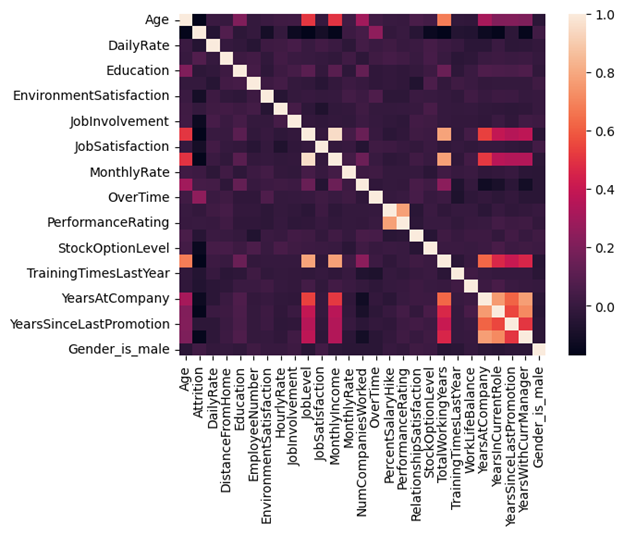 Age
DailyRate
Education
EnvironmentSatisfaction
JobInvolvement
JobSatisfaction
MonthlyRate
OverTime
PerformanceRating
StockOptionLevel
TrainingTimesLastYear
YearsAtCompany
YearsSinceLastPromotion
Gender_is_male
1.0
0.8
0.6
0.4
0.2
0.0
Age
Attrition
DailyRate
DistanceFromHome
Education
EmployeeNumber
EnvironmentSatisfaction
HourlyRate
JobInvolvement
JobLevel
JobSatisfaction
MonthlyIncome
MonthlyRate
NumCompaniesWorked
OverTime
PercentSalaryHike
PerformanceRating
RelationshipSatisfaction
StockOptionLevel
TotalWorkingYears
TrainingTimesLastYear
WorkLifeBalance
YearsAtCompany
YearsInCurrentRole
YearsSinceLastPromotion
YearsWithCurrManager
Gender_is_male